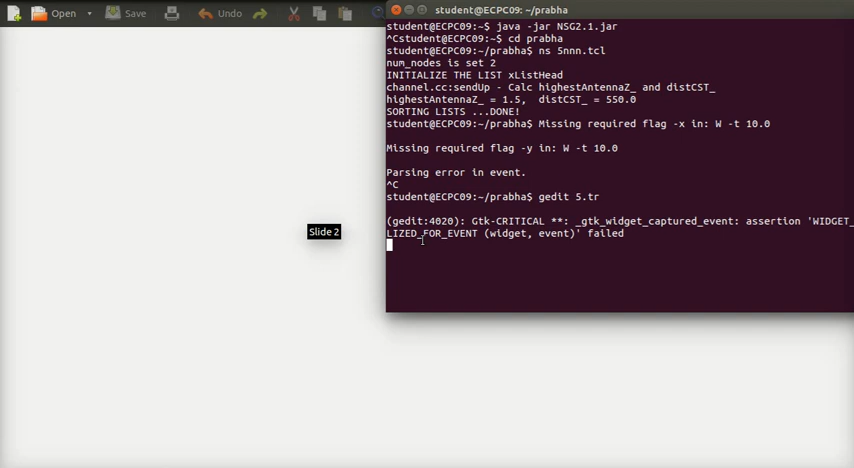 Open
Save
Undo
student@ECPC09: ~/prabha
student@ECPC09:~$ java -jar NSG2.1.jar
^Cstudent@ECPC09:~$ cd prabha
student@ECPC09:~/prabha$ ns 5nnn.tcl
num_nodes is set 2
INITIALIZE THE LIST xListHead
channel.cc:sendUp - Calc highestAntennaZ_ and distCST_
highestAntennaZ_ = 1.5,  distCST_ = 550.0
SORTING LISTS ...DONE!
student@ECPC09:~/prabha$ Missing required flag -x in: W -t 10.0
Missing required flag -y in: W -t 10.0
Parsing error in event.
^C
student@ECPC09:~/prabha$ gedit 5.tr
(gedit:4020): Gtk-CRITICAL **: _gtk_widget_captured_event: assertion 'WIDGET_
LIZED_FOR_EVENT (widget, event)' failed
Slide 2